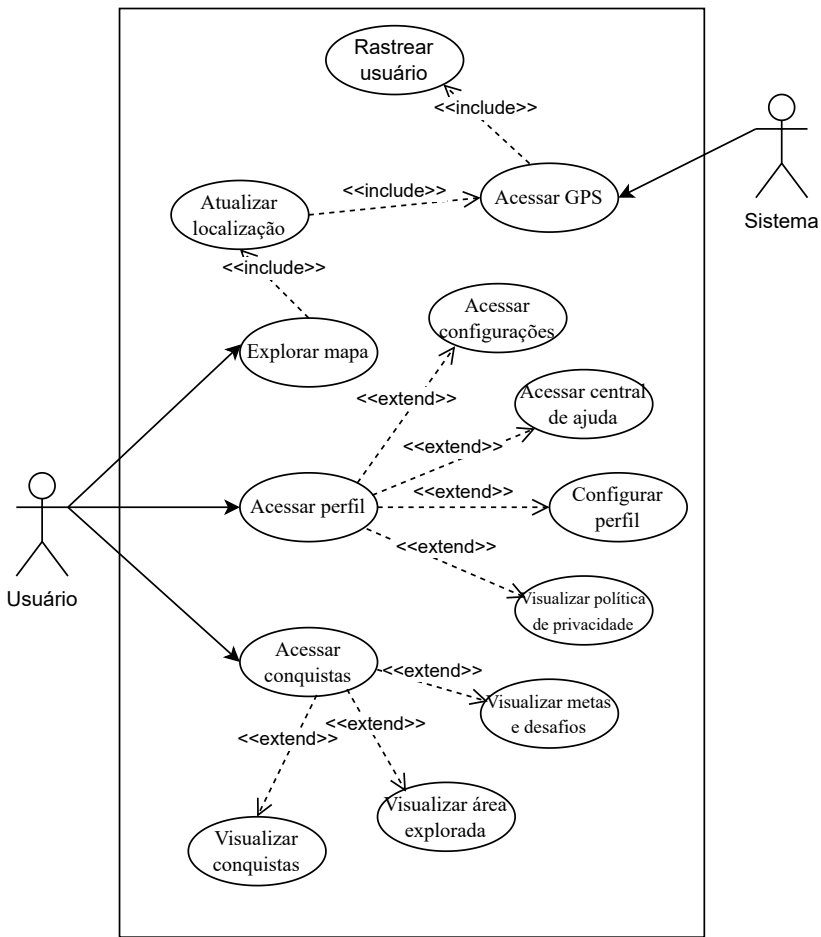 Rastrear
usuário
<<include>>
Acessar GPS
<<include>>
Atualizar
localização
Sistema
<<include>>
Acessar
configurações
Explorar mapa
<<extend>>
Acessar central
de ajuda
<<extend>>
<<extend>>
Configurar
perfil
Acessar perfil
<<extend>>
Usuário
Visualizar política
de privacidade
Acessar
conquistas
<<extend>>
Visualizar metas
e desafios
<<extend>>
<<extend>>
Visualizar área
explorada
Visualizar
conquistas